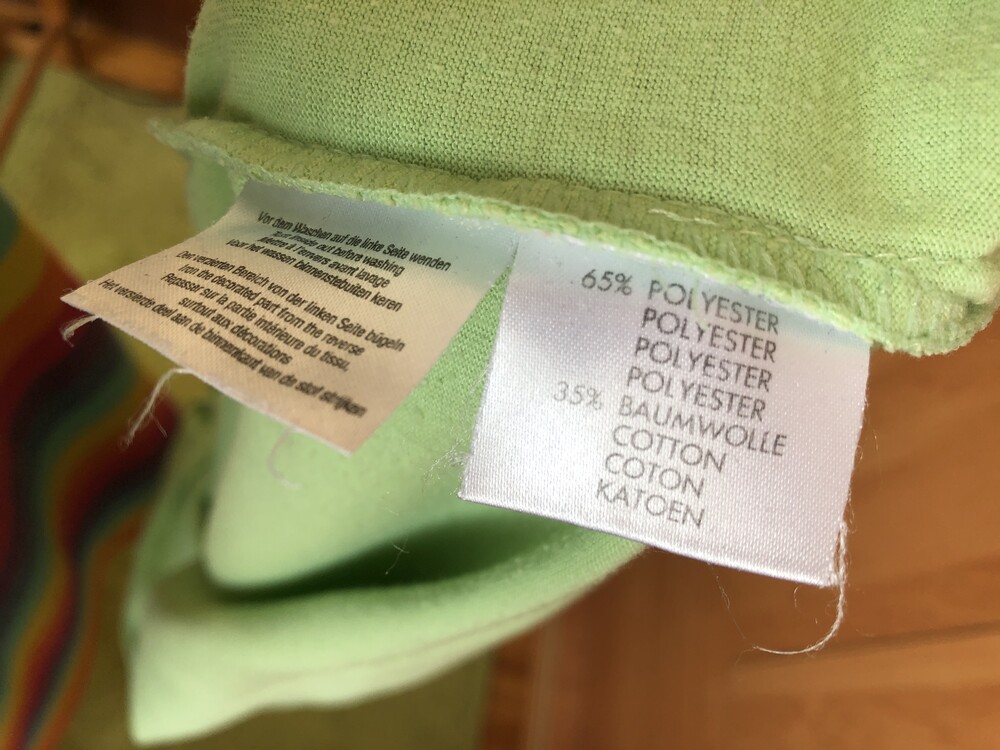 Vor dem Waschen auf die linke Seite wenden
Turn inside out before washing
Mettre à l'envers avant lavage
Voor het wassen binnenstebuiten keren
Den verzierten Bereich von der linken Seite bügeln
Iron the decorated part from the reverse
Repasser sur la partie intérieure du tissu,
surtout aux décorations
Het versierde deel aan de binnenkant van de stof strijken
65% POLYESTER
POLYESTER
POLYESTER
POLYESTER
35% BAUMWOLLE
COTTON
COTON
KATOEN